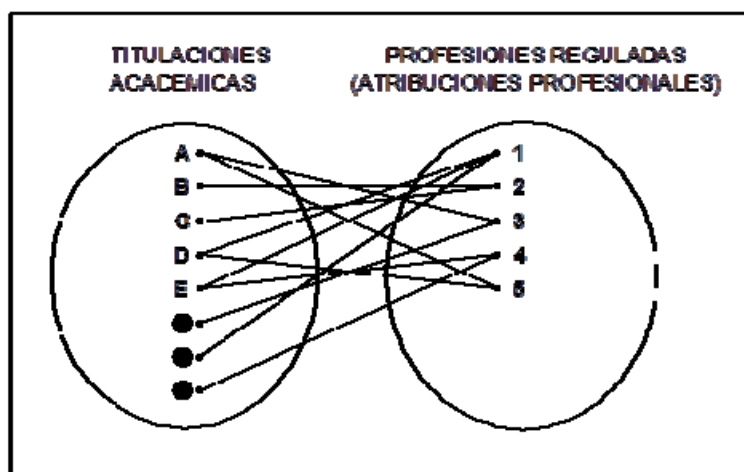 TITULACIONES
ACADEMICAS
PROFESIONES REGULADAS
(ATRIBUCIONES PROFESIONALES)
A
B
C
D
E
1
2
3
4
5